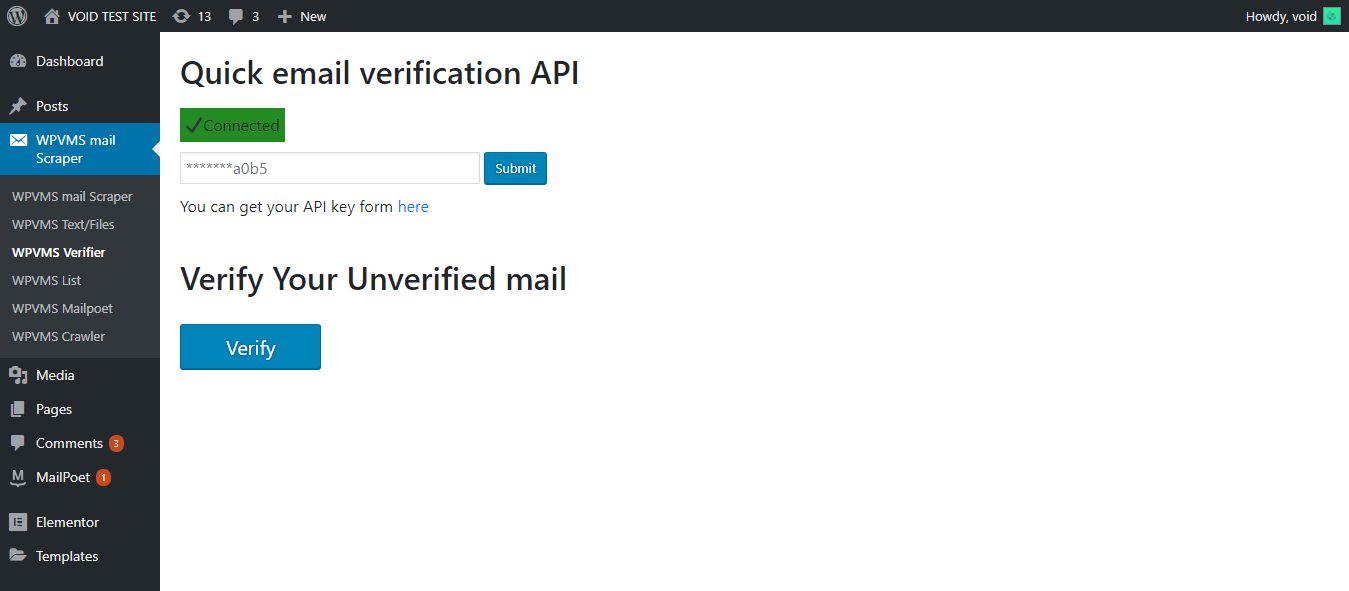 VOID TEST SITE 13 3 New Howdy, void
Dashboard
Posts
WPVMS mail
Scraper
WPVMS mail Scraper
WPVMS Text/Files
WPVMS Verifier
WPVMS List
WPVMS Mailpoet
WPVMS Crawler
Media
Pages
Comments 3
MailPoet 1
Elementor
Templates
Quick email verification API
✓Connected
*******a0b5 Submit
You can get your API key form here
Verify Your Unverified mail
Verify